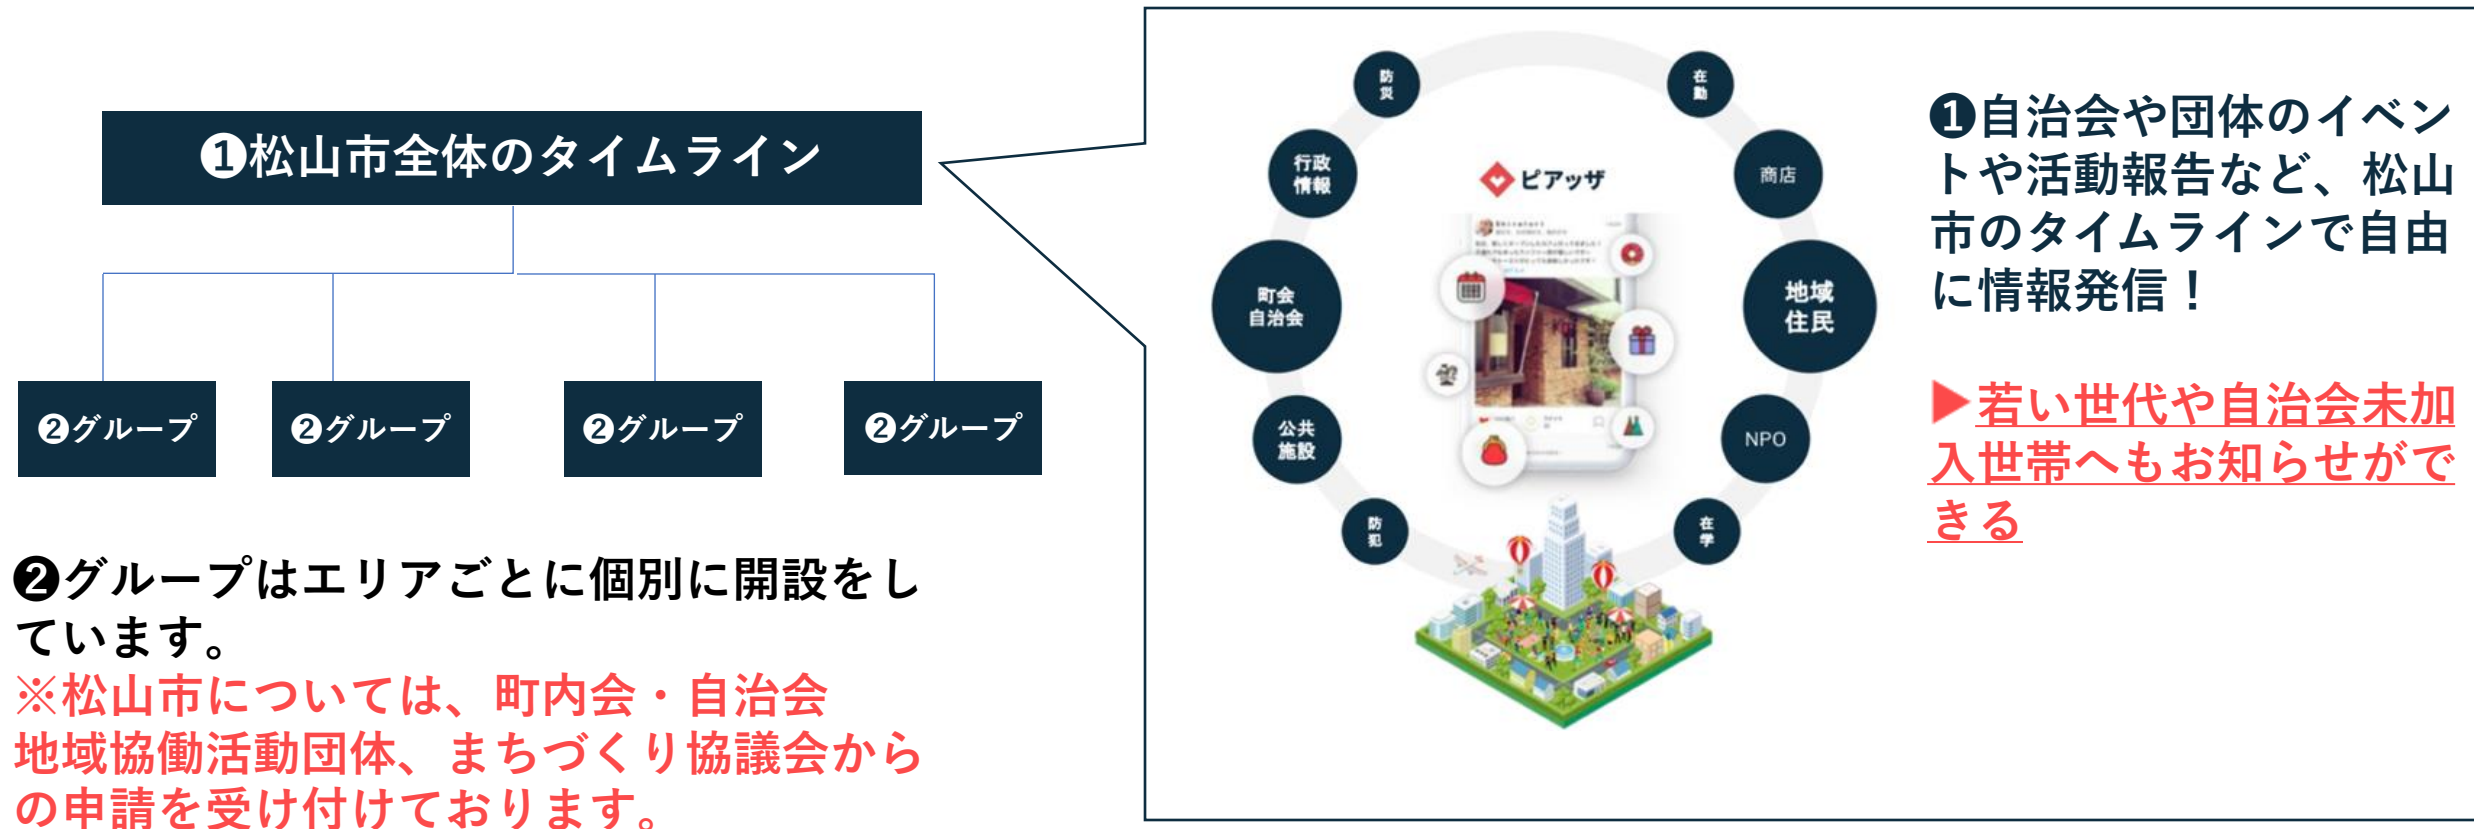 ❶松山市全体のタイムライン
❷グループ
❷グループ
❷グループ
❷グループ
❷グループはエリアごとに個別に開設をし
ています。
※松山市については、町内会・自治会
地域協働活動団体、まちづくり協議会から
の申請を受け付けております。
防災
在勤
行政
情報
商店
ピアッザ
町会
自治会
地域
住民
公共
施設
NPO
防犯
在学
❶自治会や団体のイベン
トや活動報告など、松山
市のタイムラインで自由
に情報発信！
▶若い世代や自治会未加
入世帯へもお知らせがで
きる